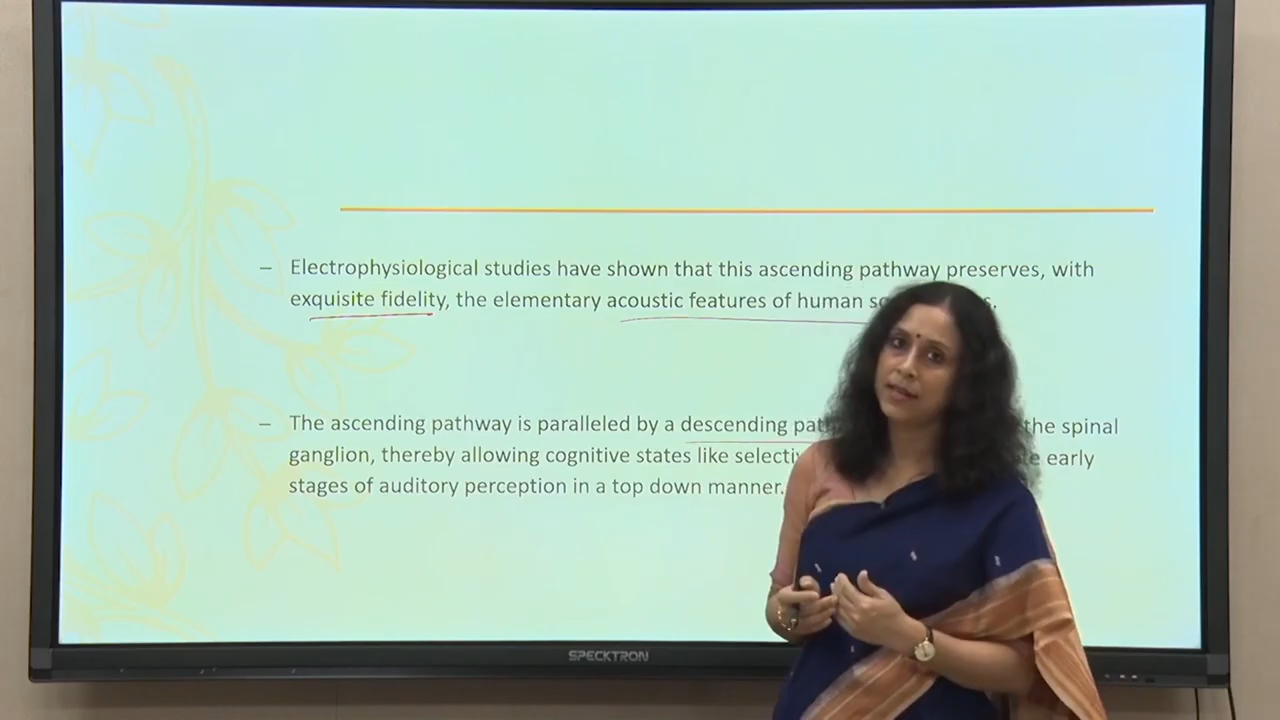 – Electrophysiological studies have shown that this ascending pathway preserves, with
exquisite fidelity, the elementary acoustic features of human
– The ascending pathway is paralleled by a descending the spinal
ganglion, thereby allowing cognitive states like early
stages of auditory perception in a top down manner.
SPECKTRON